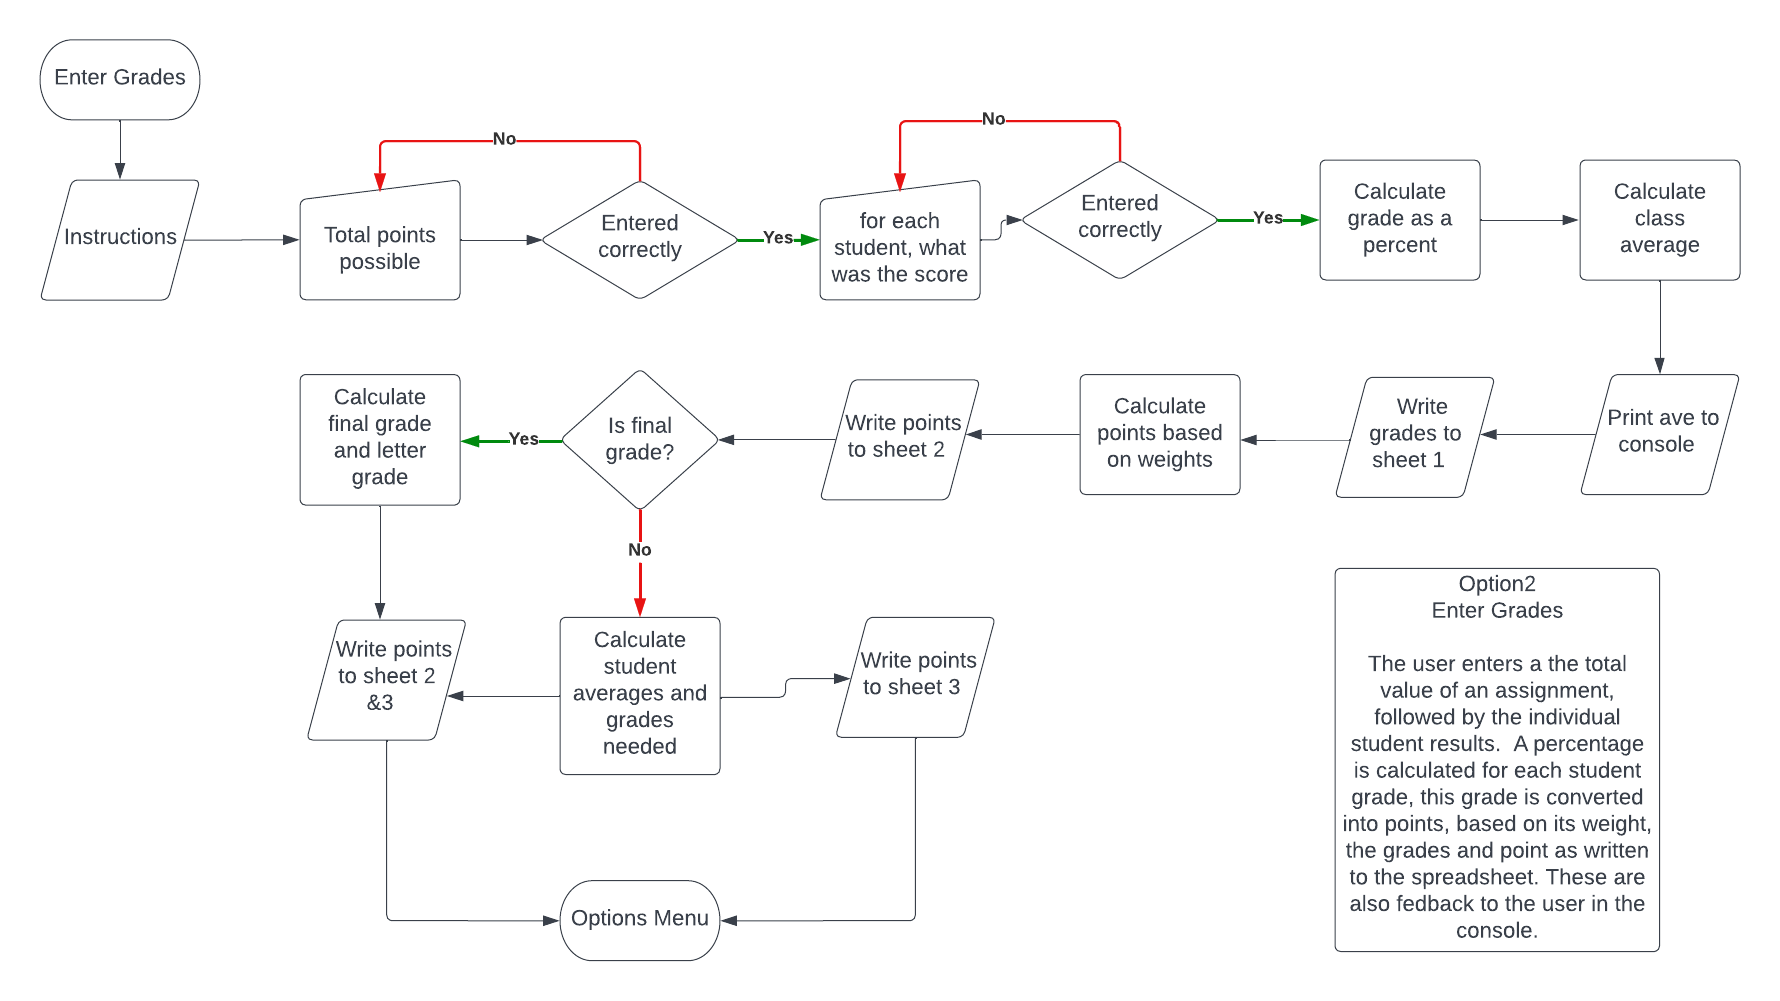 Enter Grades
Instructions
No
Total points
possible
Entered
correctly
Yes
No
for each
student, what
was the score
Entered
correctly
Yes
Calculate
grade as a
percent
Calculate
class
average
Print ave to
console
Write
grades to
sheet 1
Calculate
points based
on weights
Write points
to sheet 2
Is final
grade?
Yes
Calculate
final grade
and letter
grade
No
Write points
to sheet 2
&3
Calculate
student
averages and
grades
needed
Write points
to sheet 3
Options Menu
Option2
Enter Grades
The user enters a the total
value of an assignment,
followed by the individual
student results.  A percentage
is calculated for each student
grade, this grade is converted
into points, based on its weight,
the grades and point as written
to the spreadsheet. These are
also fedback to the user in the
console.